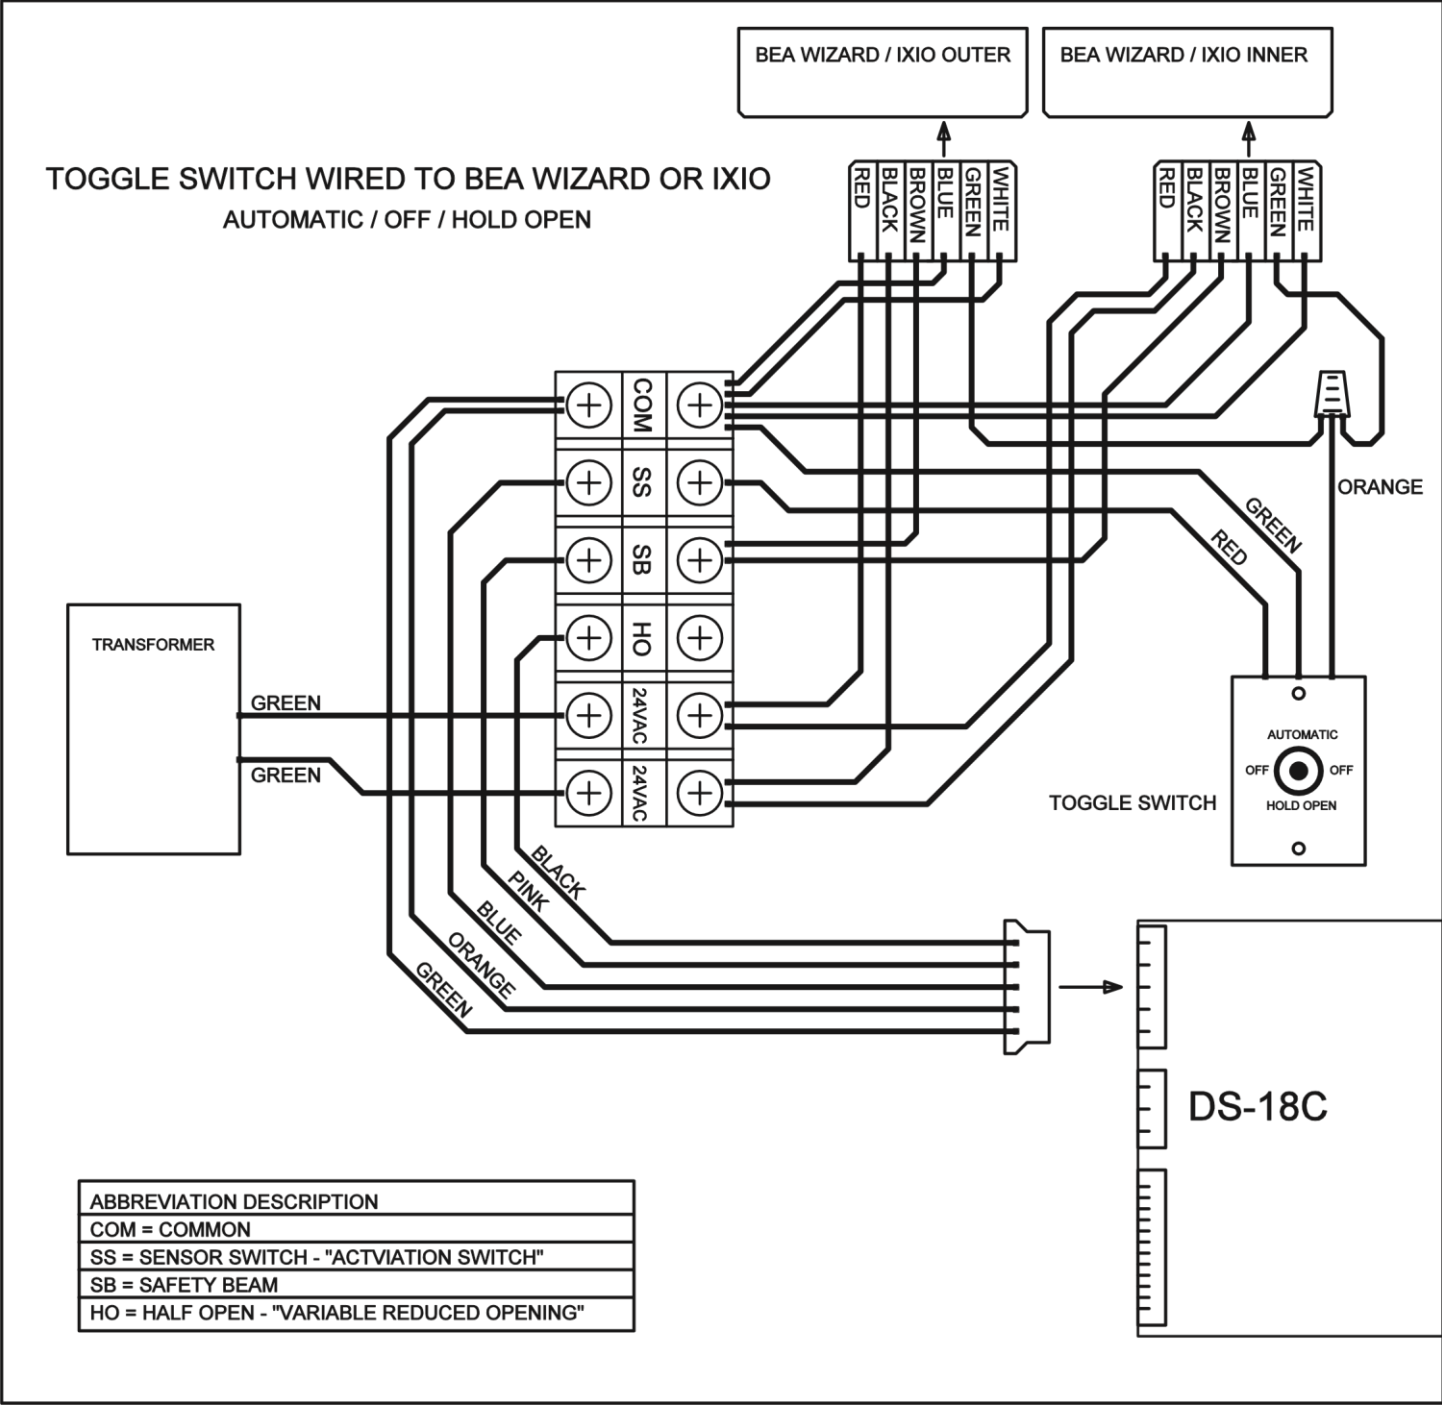 BEA WIZARD / IXIO OUTER
BEA WIZARD / IXIO INNER
TOGGLE SWITCH WIRED TO BEA WIZARD OR IXIO
AUTOMATIC / OFF / HOLD OPEN
RED
BLACK
BROWN
BLUE
GREEN
WHITE
RED
BLACK
BROWN
BLUE
GREEN
WHITE
COM
SS
SB
HO
24VAC
24VAC
ORANGE
GREEN
RED
TRANSFORMER
GREEN
GREEN
AUTOMATIC
OFF
OFF
HOLD OPEN
TOGGLE SWITCH
BLACK
PINK
BLUE
ORANGE
GREEN
DS-18C
ABBREVIATION DESCRIPTION
COM = COMMON
SS = SENSOR SWITCH - "ACTVIATION SWITCH"
SB = SAFETY BEAM
HO = HALF OPEN - "VARIABLE REDUCED OPENING"